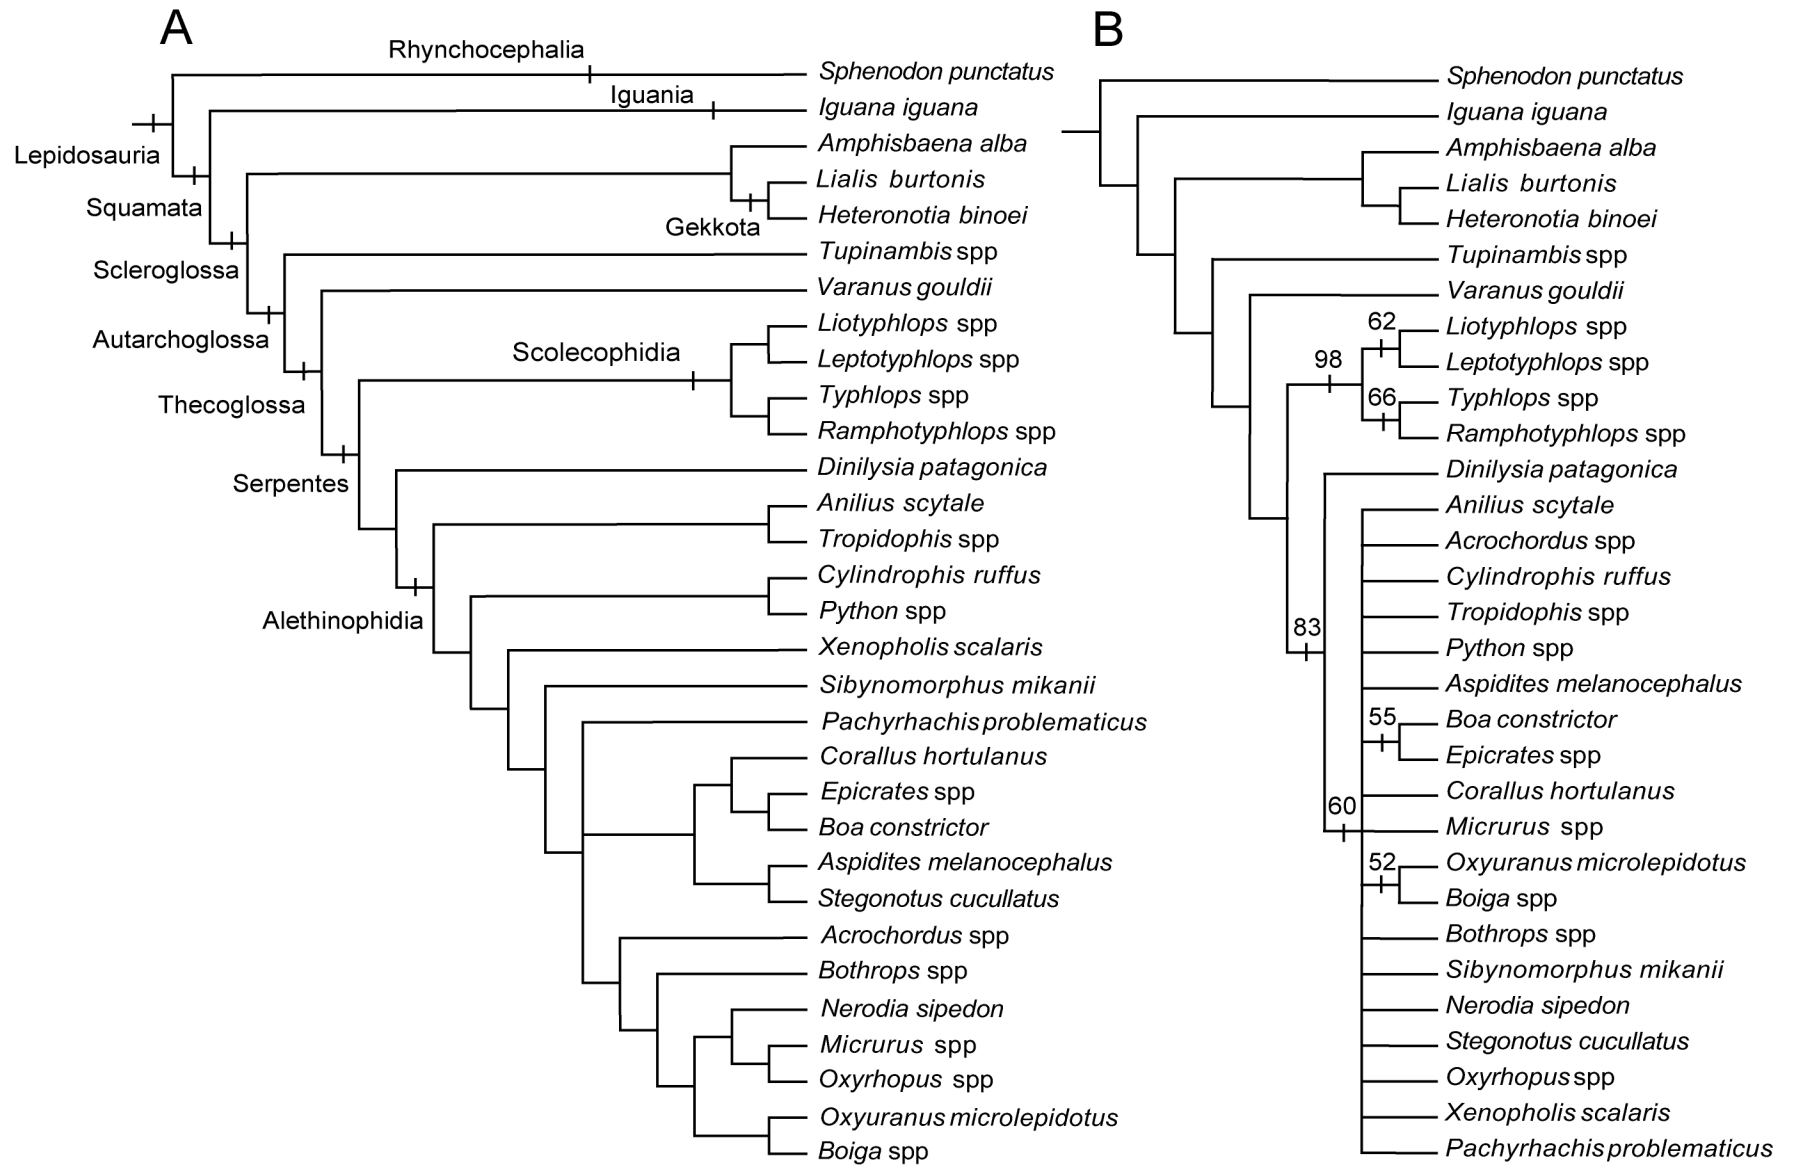 A
Rhynchocephalia
Sphenodon punctatus
Iguania
Iguana iguana
Amphisbaena alba
Lepidosauria
Lialis burtonis
Squamata
Heteronotia binoei
Gekkota
Tupinambis spp
Scleroglossa
Varanus gouldii
Liotyphlops spp
Autarchoglossa
Scolecophidia
Leptotyphlops spp
Typhlops spp
Thecoglossa
Ramphotyphlops spp
Dinilysia patagonica
Serpentes
Anilius scytale
Tropidophis spp
Cylindrophis ruffus
Python spp
Alethinophidia
Xenopholis scalaris
Sibynomorphus mikanii
Pachyrhachis problematicus
Corallus hortulanus
Epicrates spp
Boa constrictor
Aspidites melanocephalus
Stegonotus cucullatus
Acrochordus spp
Bothrops spp
Nerodia sipedon
Micrurus spp
Oxyrhopus spp
Oxyuranus microlepidotus
Boiga spp
B
Sphenodon punctatus
Iguana iguana
Amphisbaena alba
Lialis burtonis
Heteronotia binoei
Tupinambis spp
Varanus gouldii
62
Liotyphlops spp
98
Leptotyphlops spp
66
Typhlops spp
Ramphotyphlops spp
Dinilysia patagonica
Anilius scytale
Acrochordus spp
Cylindrophis ruffus
Tropidophis spp
83
Python spp
Aspidites melanocephalus
55
Boa constrictor
Epicrates spp
Corallus hortulanus
60
Micrurus spp
52
Oxyuranus microlepidotus
Boiga spp
Bothrops spp
Sibynomorphus mikanii
Nerodia sipedon
Stegonotus cucullatus
Oxyrhopus spp
Xenopholis scalaris
Pachyrhachis problematicus